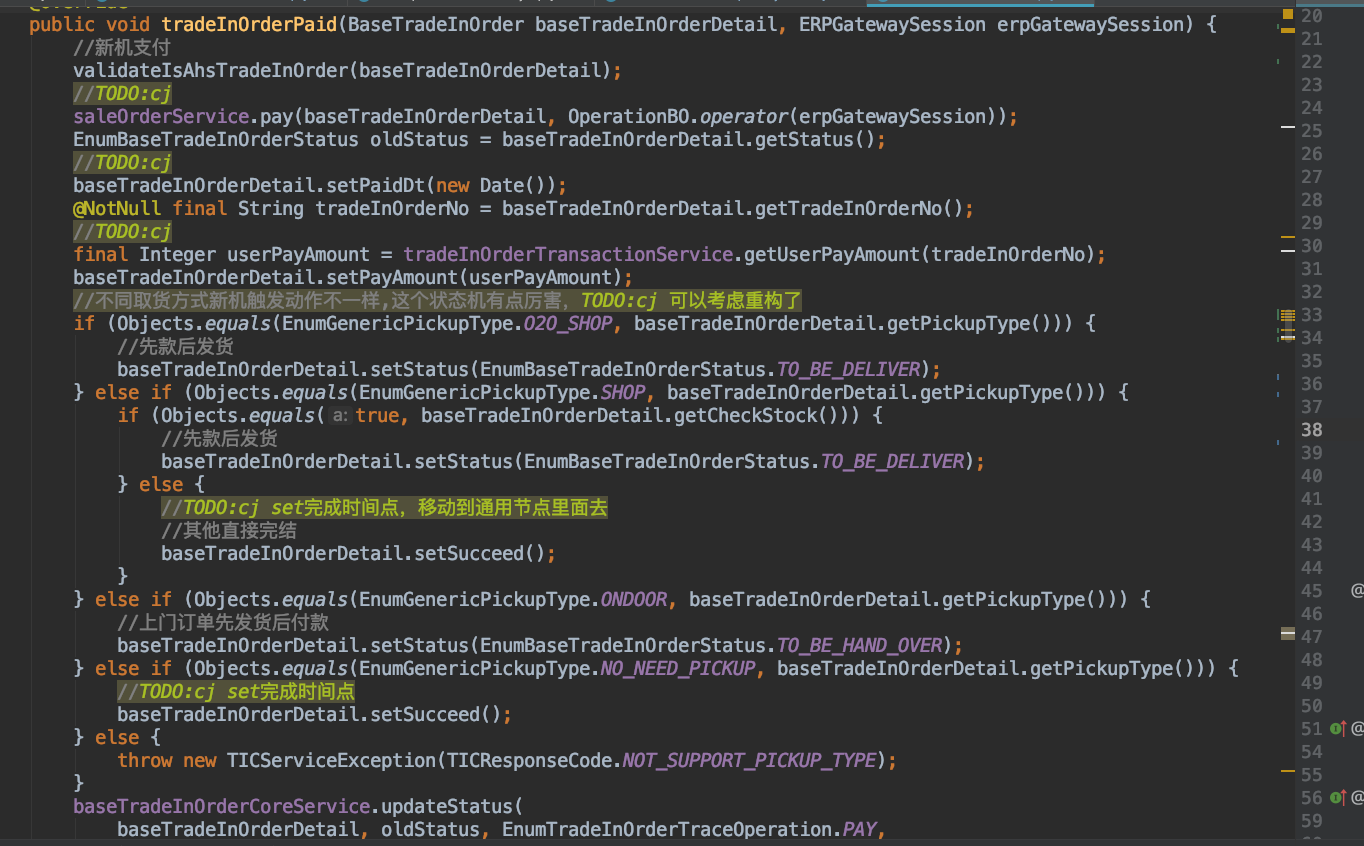 public void tradeInOrderPaid(BaseTradeInOrder baseTradeInOrderDetail, ERPGatewaySession erpGatewaySession) {
//新机支付
validateIsAhsTradeInOrder(baseTradeInOrderDetail);
//TODO:cj
saleOrderService.pay(baseTradeInOrderDetail, OperationBO.operator(erpGatewaySession));
EnumBaseTradeInOrderStatus oldStatus = baseTradeInOrderDetail.getStatus();
//TODO:cj
baseTradeInOrderDetail.setPaidDt(new Date());
@NotNull final String tradeInOrderNo = baseTradeInOrderDetail.getTradeInOrderNo();
//TODO:cj
final Integer userPayAmount = tradeInOrderTransactionService.getUserPayAmount(tradeInOrderNo);
baseTradeInOrderDetail.setPayAmount(userPayAmount);
//不同取货方式新机触发动作不一样,这个状态机有点厉害，TODO:cj 可以考虑重构了
if (Objects.equals(EnumGenericPickupType.O2O_SHOP, baseTradeInOrderDetail.getPickupType())) {
//先款后发货
baseTradeInOrderDetail.setStatus(EnumBaseTradeInOrderStatus.TO_BE_DELIVER);
} else if (Objects.equals(EnumGenericPickupType.SHOP, baseTradeInOrderDetail.getPickupType())) {
if (Objects.equals( a: true, baseTradeInOrderDetail.getCheckStock())) {
//先款后发货
baseTradeInOrderDetail.setStatus(EnumBaseTradeInOrderStatus.TO_BE_DELIVER);
} else {
//TODO:cj set完成时间点，移动到通用节点里面去
//其他直接完结
baseTradeInOrderDetail.setSucceed();
}
} else if (Objects.equals(EnumGenericPickupType.ONDOOR, baseTradeInOrderDetail.getPickupType())) {
//上门订单先发货后付款
baseTradeInOrderDetail.setStatus(EnumBaseTradeInOrderStatus.TO_BE_HAND_OVER);
} else if (Objects.equals(EnumGenericPickupType.NO_NEED_PICKUP, baseTradeInOrderDetail.getPickupType())) {
//TODO:cj set完成时间点
baseTradeInOrderDetail.setSucceed();
} else {
throw new TICServiceException(TICResponseCode.NOT_SUPPORT_PICKUP_TYPE);
}
baseTradeInOrderCoreService.updateStatus(
baseTradeInOrderDetail, oldStatus, EnumTradeInOrderTraceOperation.PAY,
20
21
22
23
24
25
26
27
28
29
30
31
32
33
34
35
36
37
38
39
40
41
42
43
44
45 @
46
47
48
49
50
51 @
54
55
56 @
59